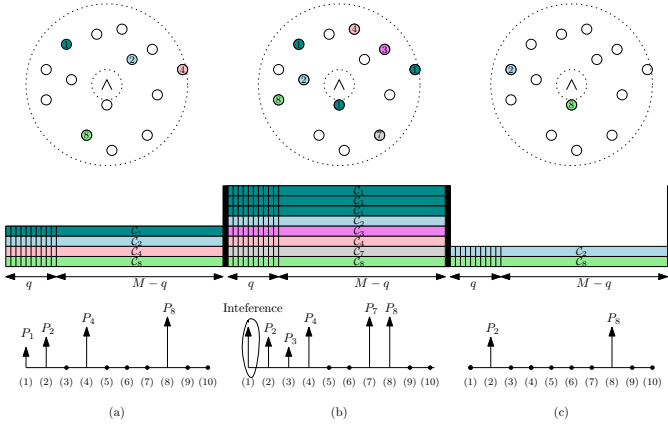 1
2
4
8
1
4
3
2
1
8
1
7
2
8
C₁
C₂
C₄
C₈
C₁
C₁
C₁
C₂
C₃
C₄
C₇
C₈
C₂
C₈
q M − q q M − q q M − q
P₁ P₂ P₄ P₈
Inteference P₂ P₃ P₄ P₇ P₈
P₂ P₈
(1) (2) (3) (4) (5) (6) (7) (8) (9) (10)
(1) (2) (3) (4) (5) (6) (7) (8) (9) (10)
(1) (2) (3) (4) (5) (6) (7) (8) (9) (10)
(a) (b) (c)